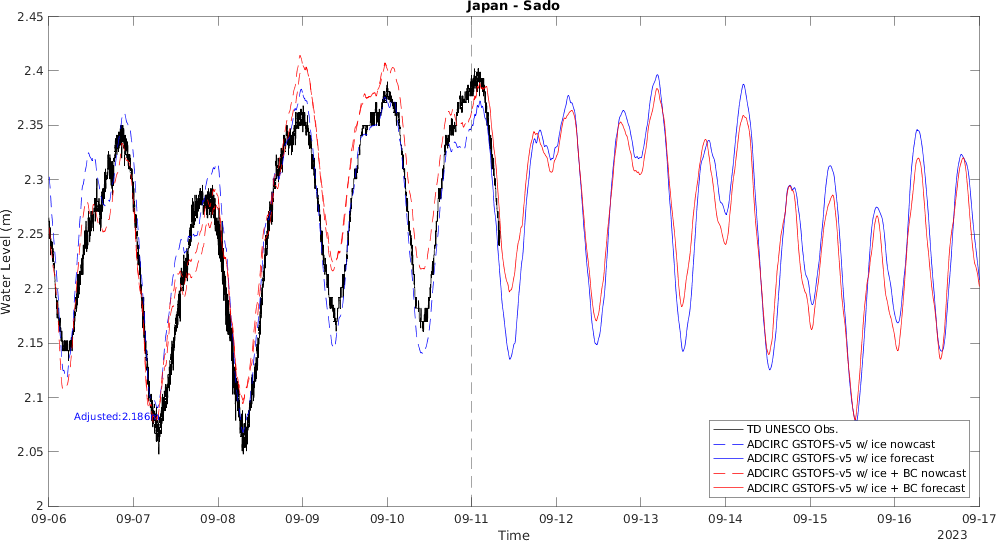 Japan - Sado
2.45
2.4
2.35
2.3
2.25
2.2
2.15
2.1
2.05
2
Water Level (m)
Adjusted:2.186
TD UNESCO Obs.
ADCIRC GSTOFS-v5 w/ ice nowcast
ADCIRC GSTOFS-v5 w/ ice forecast
ADCIRC GSTOFS-v5 w/ ice + BC nowcast
ADCIRC GSTOFS-v5 w/ ice + BC forecast
09-06 09-07 09-08 09-09 09-10 09-11 09-12 09-13 09-14 09-15 09-16 09-17
Time
2023